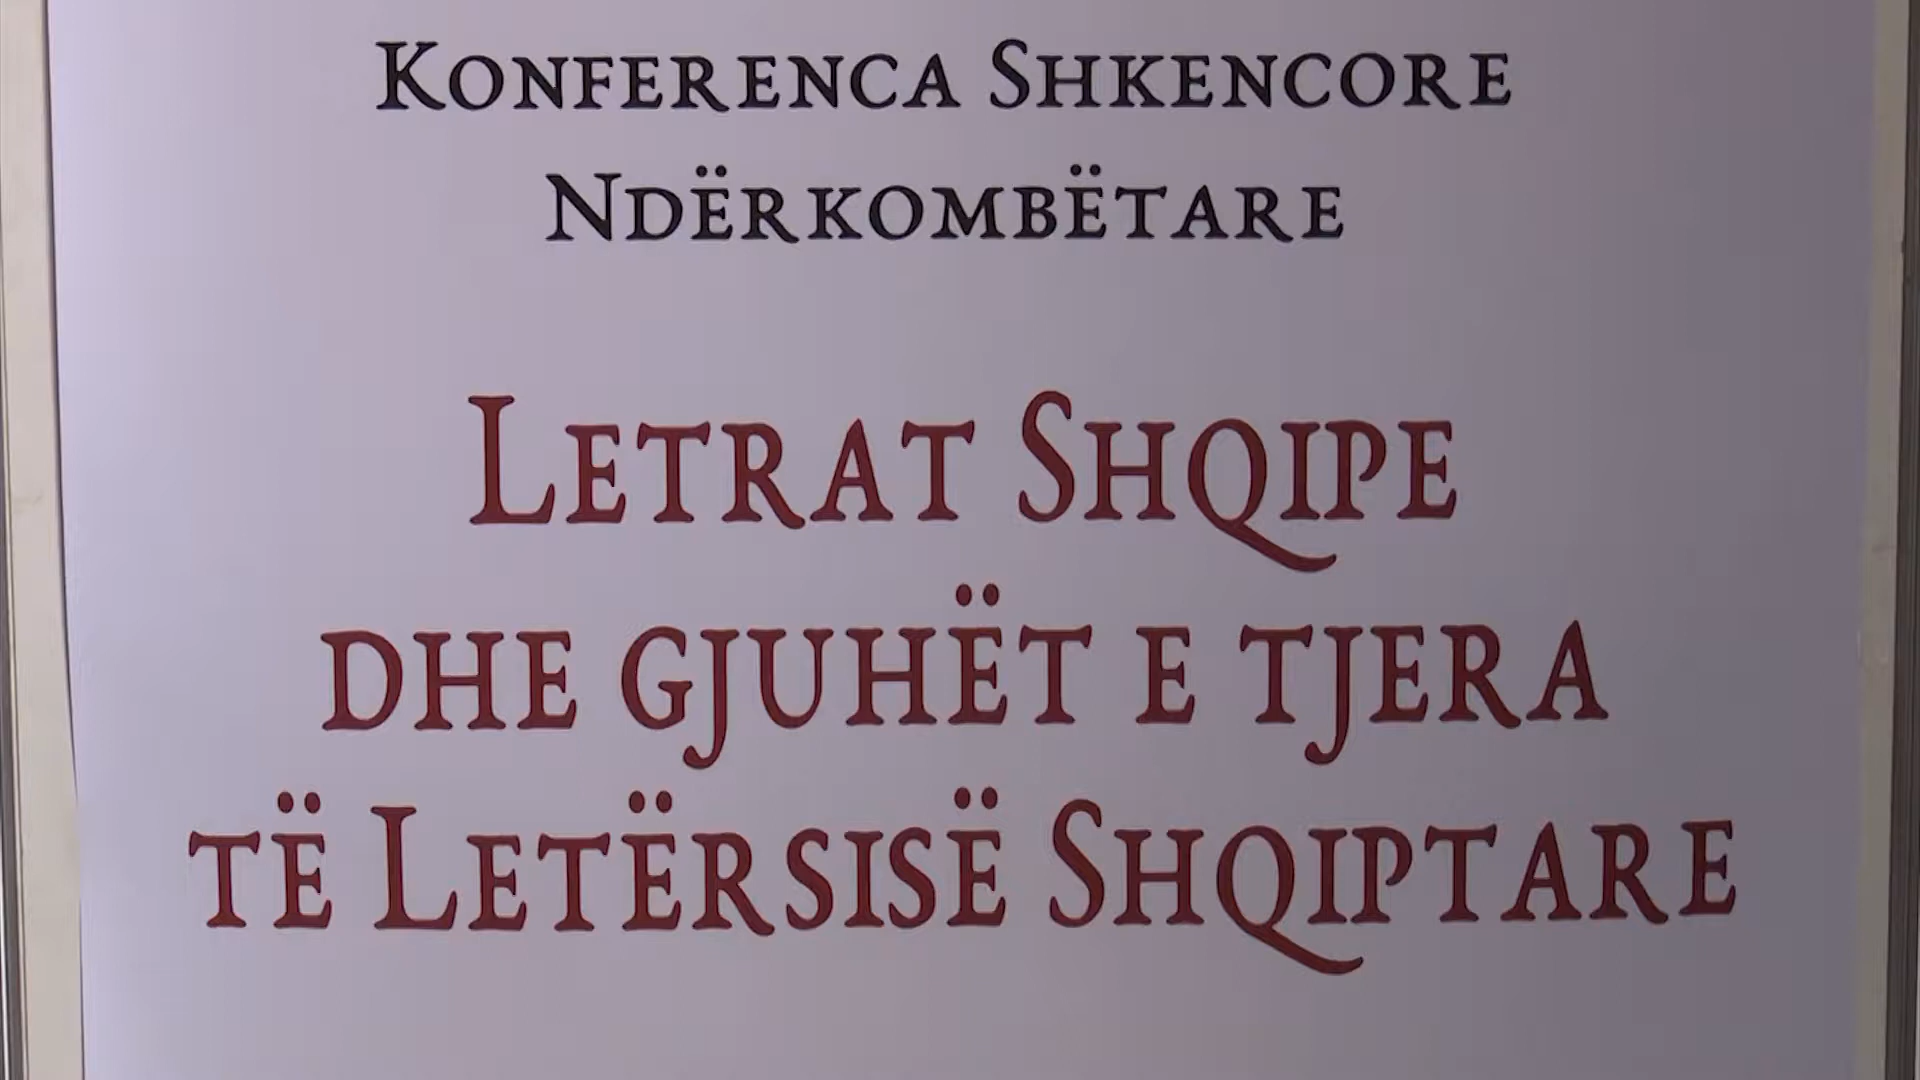 Konferenca Shkencore
Ndërkombëtare
Letrat Shqipe
dhe gjuhët e tjera
të Letërsisë Shqiptare